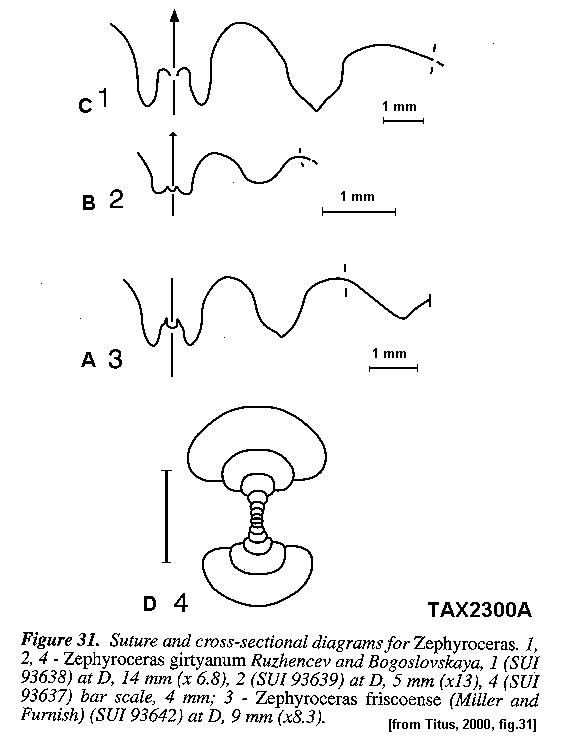 C 1
1 mm
B 2
1 mm
A 3
1 mm
D 4
TAX2300A
Figure 31. Suture and cross-sectional diagrams for Zephyroceras. 1,
2, 4 - Zephyroceras girtyanum Ruzhencev and Bogoslovskaya, 1 (SUI
93638) at D, 14 mm (x 6.8), 2 (SUI 93639) at D, 5 mm (x13), 4 (SUI
93637) bar scale, 4 mm; 3 - Zephyroceras friscoense (Miller and
Furnish) (SUI 93642) at D, 9 mm (x8.3).
[from Titus, 2000, fig.31]